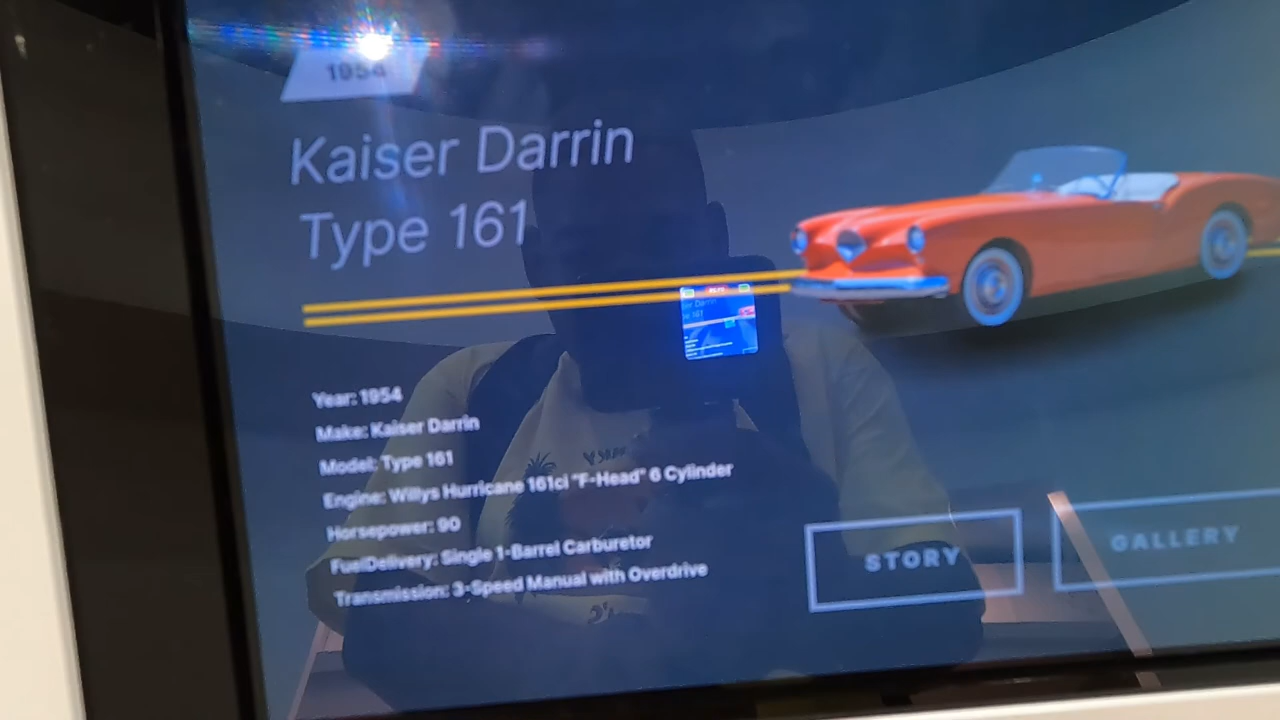 1954
Kaiser Darrin
Type 161
Year: 1954
Make: Kaiser Darrin
Model: Type 161
Engine: Willys Hurricane 161ci "F-Head" 6 Cylinder
Horsepower: 90
FuelDelivery: Single 1-Barrel Carburetor
Transmission: 3-Speed Manual with Overdrive
STORY
GALLERY